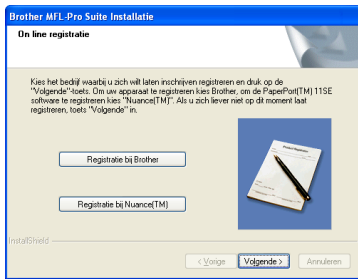 Brother MFL-Pro Suite Installatie
On line registratie
Kies het bedrijf waarbij u zich wilt laten inschrijven registreren en druk op de
"Volgende"-toets. Om uw apparaat te registreren kies Brother, om de PaperPort(TM) 11SE
software te registreren kies "Nuance(TM)". Als u zich liever niet op dit moment laat
registreren, toets "Volgende" in.
Registratie bij Brother
Product Registration
Registratie bij Nuance(TM)
InstallShield
< Vorige
Volgende >
Annuleren